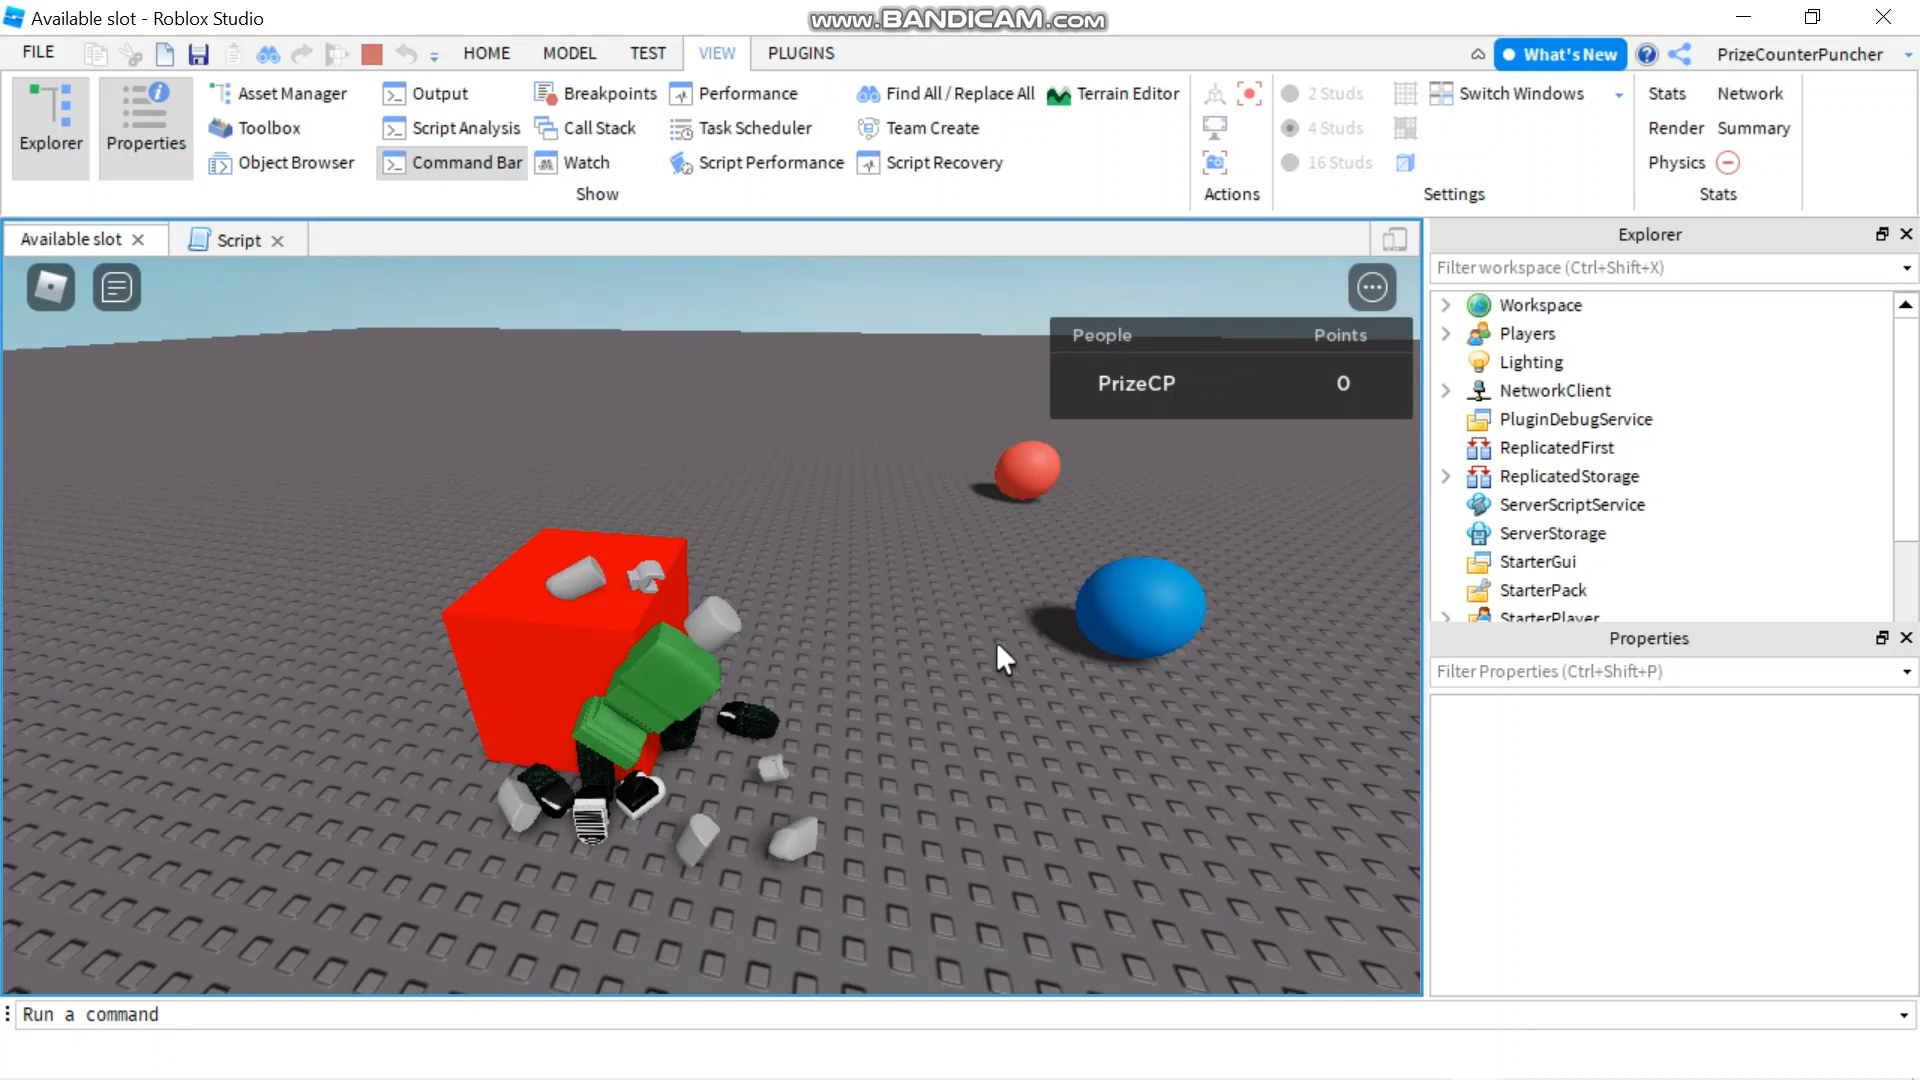 Available slot - Roblox Studio
www.BANDICAM.com
FILE
HOME
MODEL
TEST
VIEW
PLUGINS
What's New
PrizeCounterPuncher
Explorer
Properties
Asset Manager
Toolbox
Object Browser
Output
Script Analysis
Command Bar
Breakpoints
Call Stack
Watch
Performance
Task Scheduler
Script Performance
Find All / Replace All
Team Create
Script Recovery
Terrain Editor
Show
Actions
2 Studs
4 Studs
16 Studs
Switch Windows
Settings
Stats
Network
Render
Summary
Physics
Stats
Available slot
Script
People Points
PrizeCP 0
Explorer
Filter workspace (Ctrl+Shift+X)
Workspace
Players
Lighting
NetworkClient
PluginDebugService
ReplicatedFirst
ReplicatedStorage
ServerScriptService
ServerStorage
StarterGui
StarterPack
StarterPlayer
Properties
Filter Properties (Ctrl+Shift+P)
Run a command